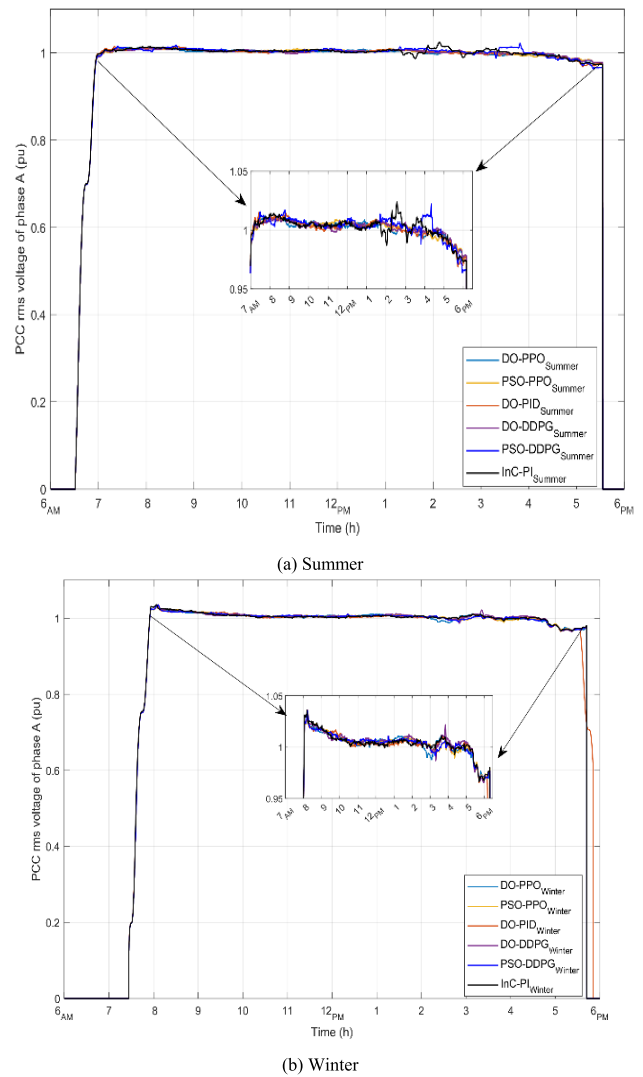 PCC rms voltage of phase A (pu)
1
0.8
0.6
0.4
0.2
0
1.05
1
0.95
7AM 8 9 10 11 12PM 1 2 3 4 5 6PM
DO-PPOSummer
PSO-PPOSummer
DO-PIDSummer
DO-DDPGSummer
PSO-DDPGSummer
InC-PISummer
6AM 7 8 9 10 11 12PM 1 2 3 4 5 6PM
Time (h)
(a) Summer
PCC rms voltage of phase A (pu)
1
0.8
0.6
0.4
0.2
0
1.05
1
0.95
7AM 8 9 10 11 12PM 1 2 3 4 5 6PM
DO-PPOWinter
PSO-PPOWinter
DO-PIDWinter
DO-DDPGWinter
PSO-DDPGWinter
InC-PIWinter
6AM 7 8 9 10 11 12PM 1 2 3 4 5 6PM
Time (h)
(b) Winter